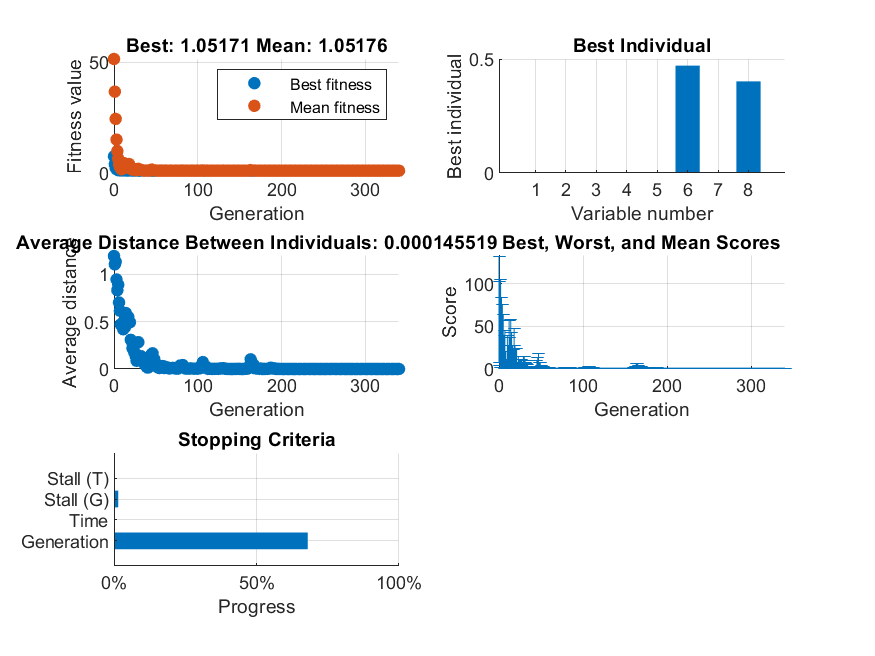 Best: 1.05171 Mean: 1.05176
Fitness value
50
0
Best fitness
Mean fitness
0 100 200 300
Generation
Best Individual
Best individual
0.5
0
1 2 3 4 5 6 7 8
Variable number
Average Distance Between Individuals: 0.000145519
Average distance
1
0.5
0
0 100 200 300
Generation
Best, Worst, and Mean Scores
Score
100
50
0
0 100 200 300
Generation
Stopping Criteria
Stall (T)
Stall (G)
Time
Generation
0% 50% 100%
Progress